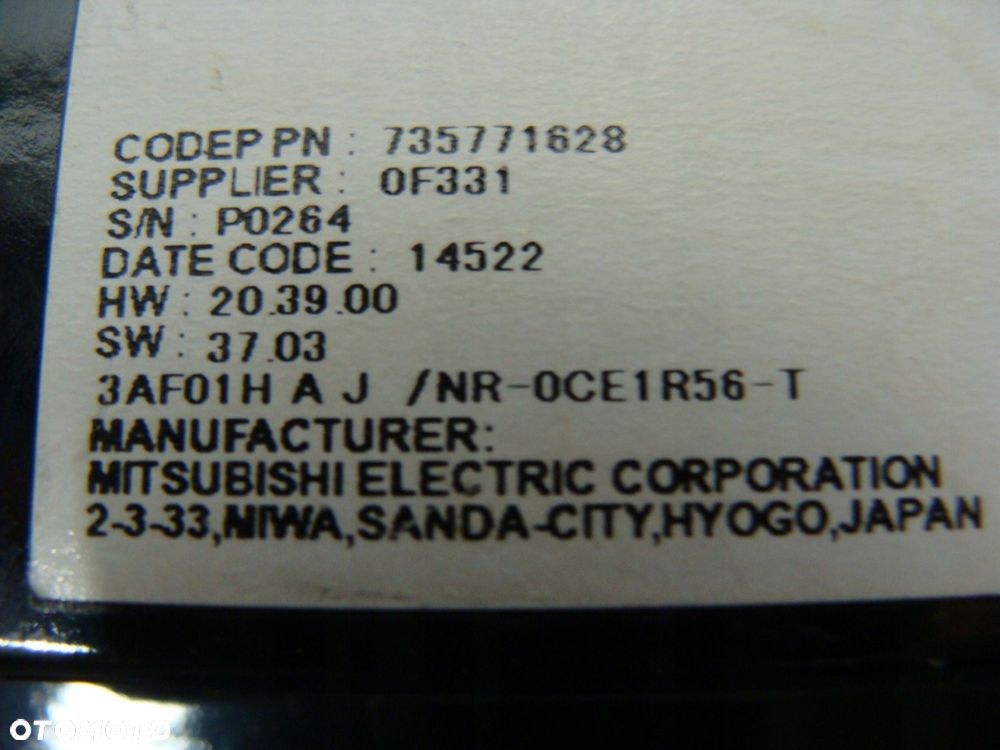 CODEP PN : 735771628
SUPPLIER : 0F331
S/N : P0264
DATE CODE : 14522
HW : 20.39.00
SW : 37.03
3AF01H A J /NR-0CE1R56-T
MANUFACTURER:
MITSUBISHI ELECTRIC CORPORATION
2-3-33,MIWA,SANDA-CITY,HYOGO,JAPAN
OTOMOTO